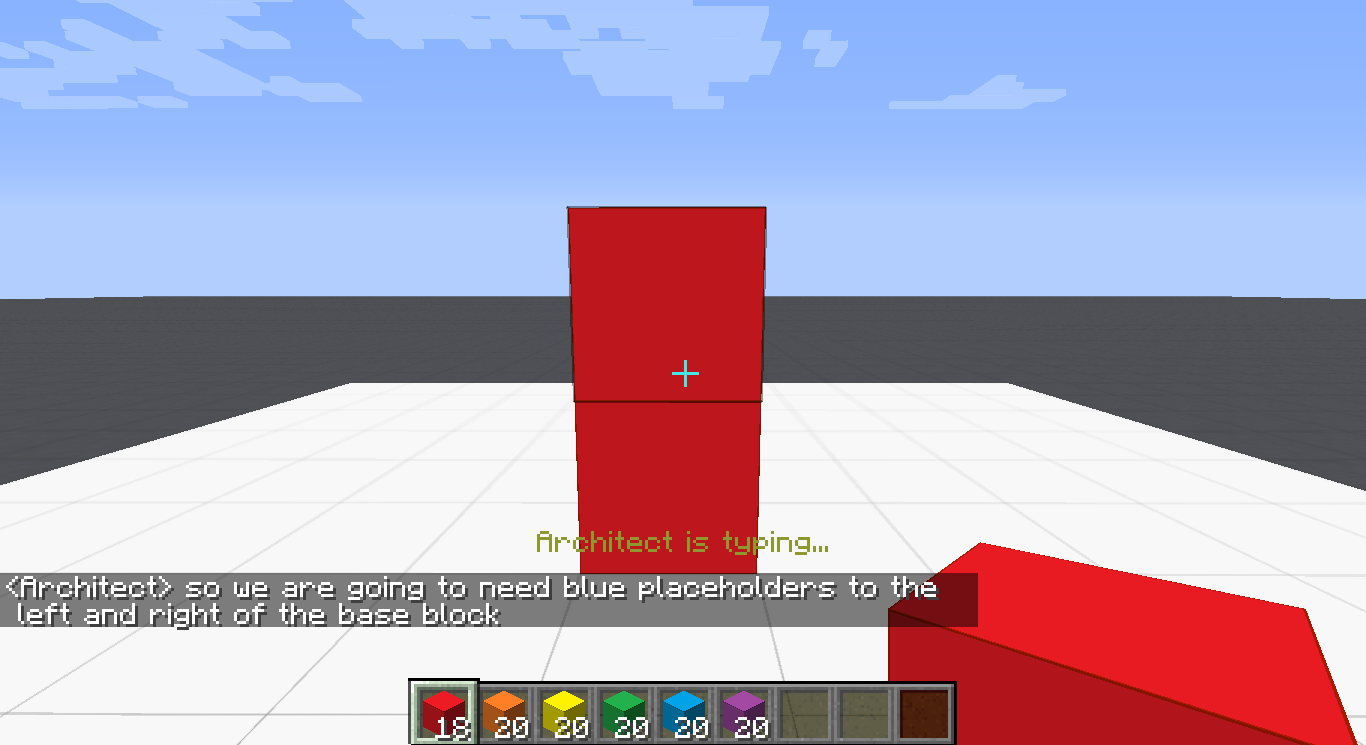 Architect is typing...
<Architect> so we are going to need blue placeholders to the
left and right of the base block
18 20 20 20 20 20